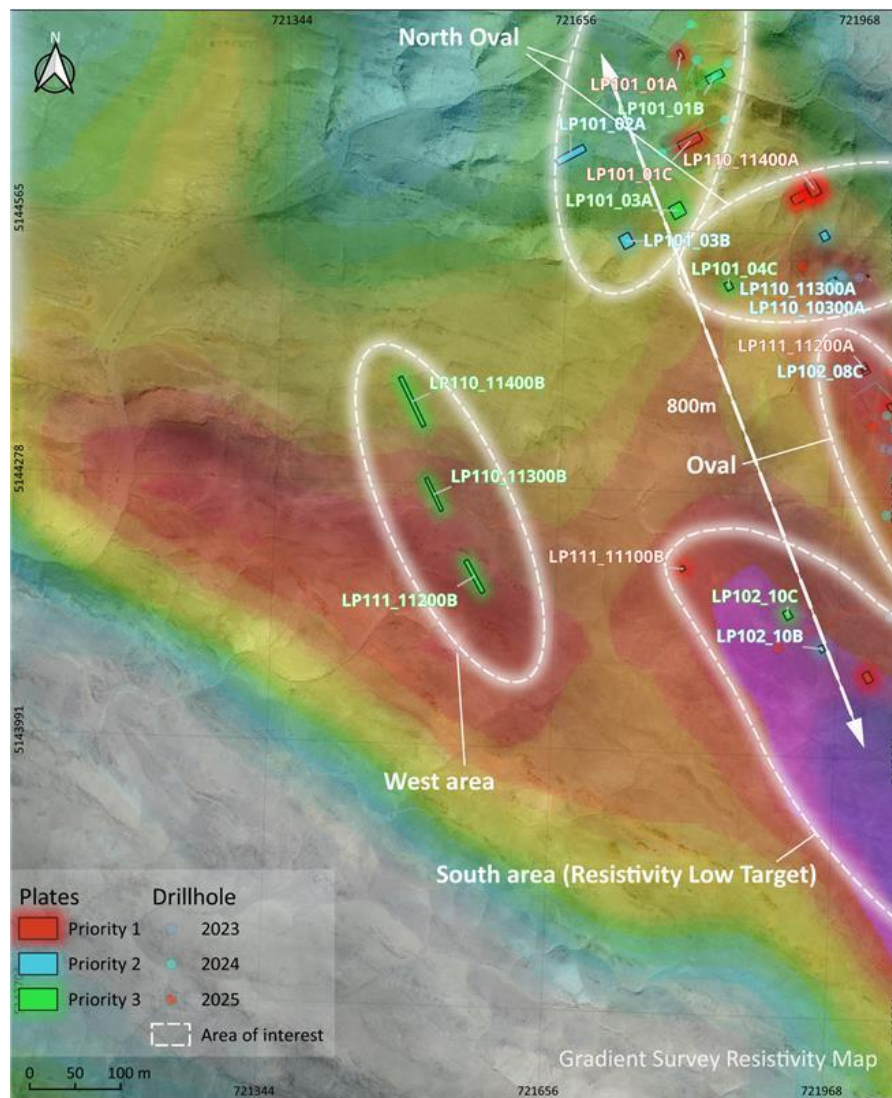 721344
721656
721968
N
North Oval
LP101_01A
LP101_01B
LP101_02A
LP110_11400A
LP101_01C
LP101_03A
5144565
LP101_03B
LP101_04C
LP110_11300A
LP110_10300A
LP111_11200A
LP102_08C
LP110_11400B
800m
Oval
5144278
LP110_11300B
LP111_11100B
LP111_11200B
LP102_10C
LP102_10B
5143991
West area
South area (Resistivity Low Target)
Plates
Drillhole
Priority 1
2023
Priority 2
2024
Priority 3
2025
Area of interest
Gradient Survey Resistivity Map
0 50 100 m
721344
721656
721968